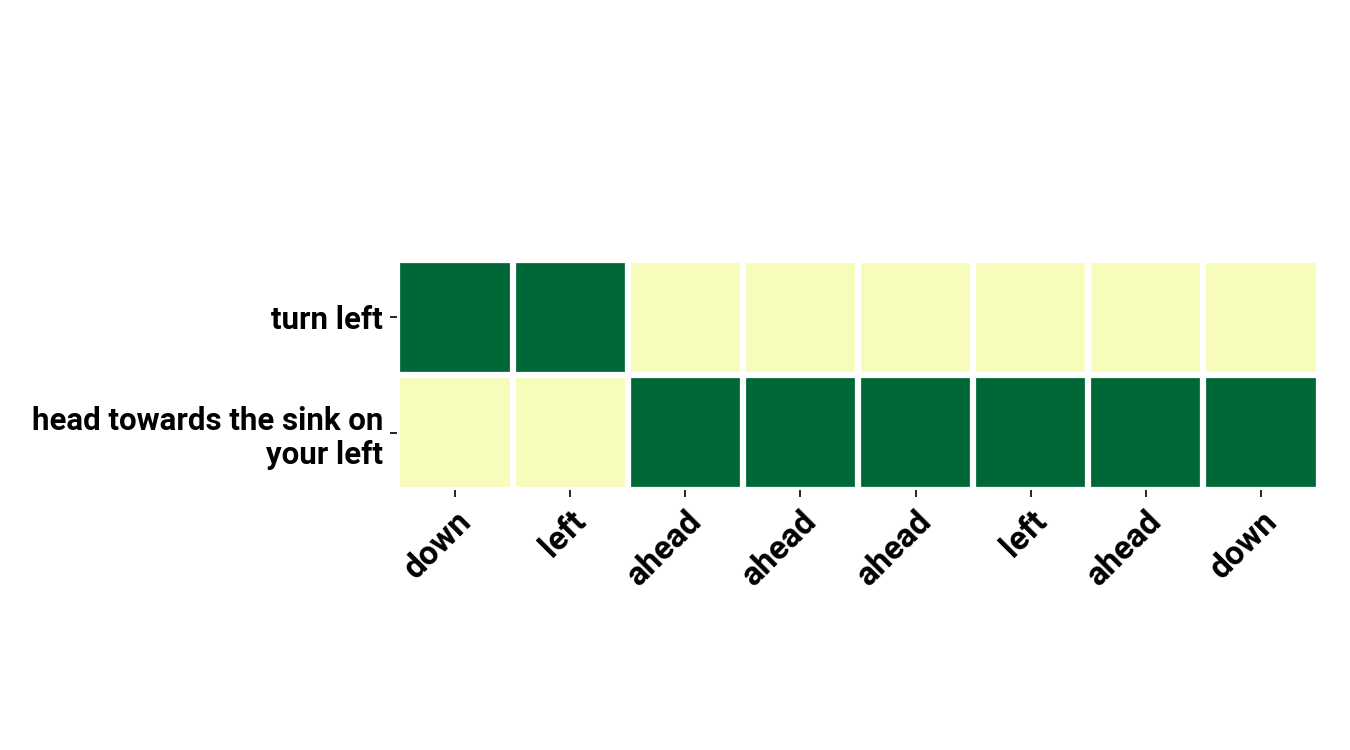 turn left
head towards the sink on
your left
down
left
ahead
ahead
ahead
left
ahead
down